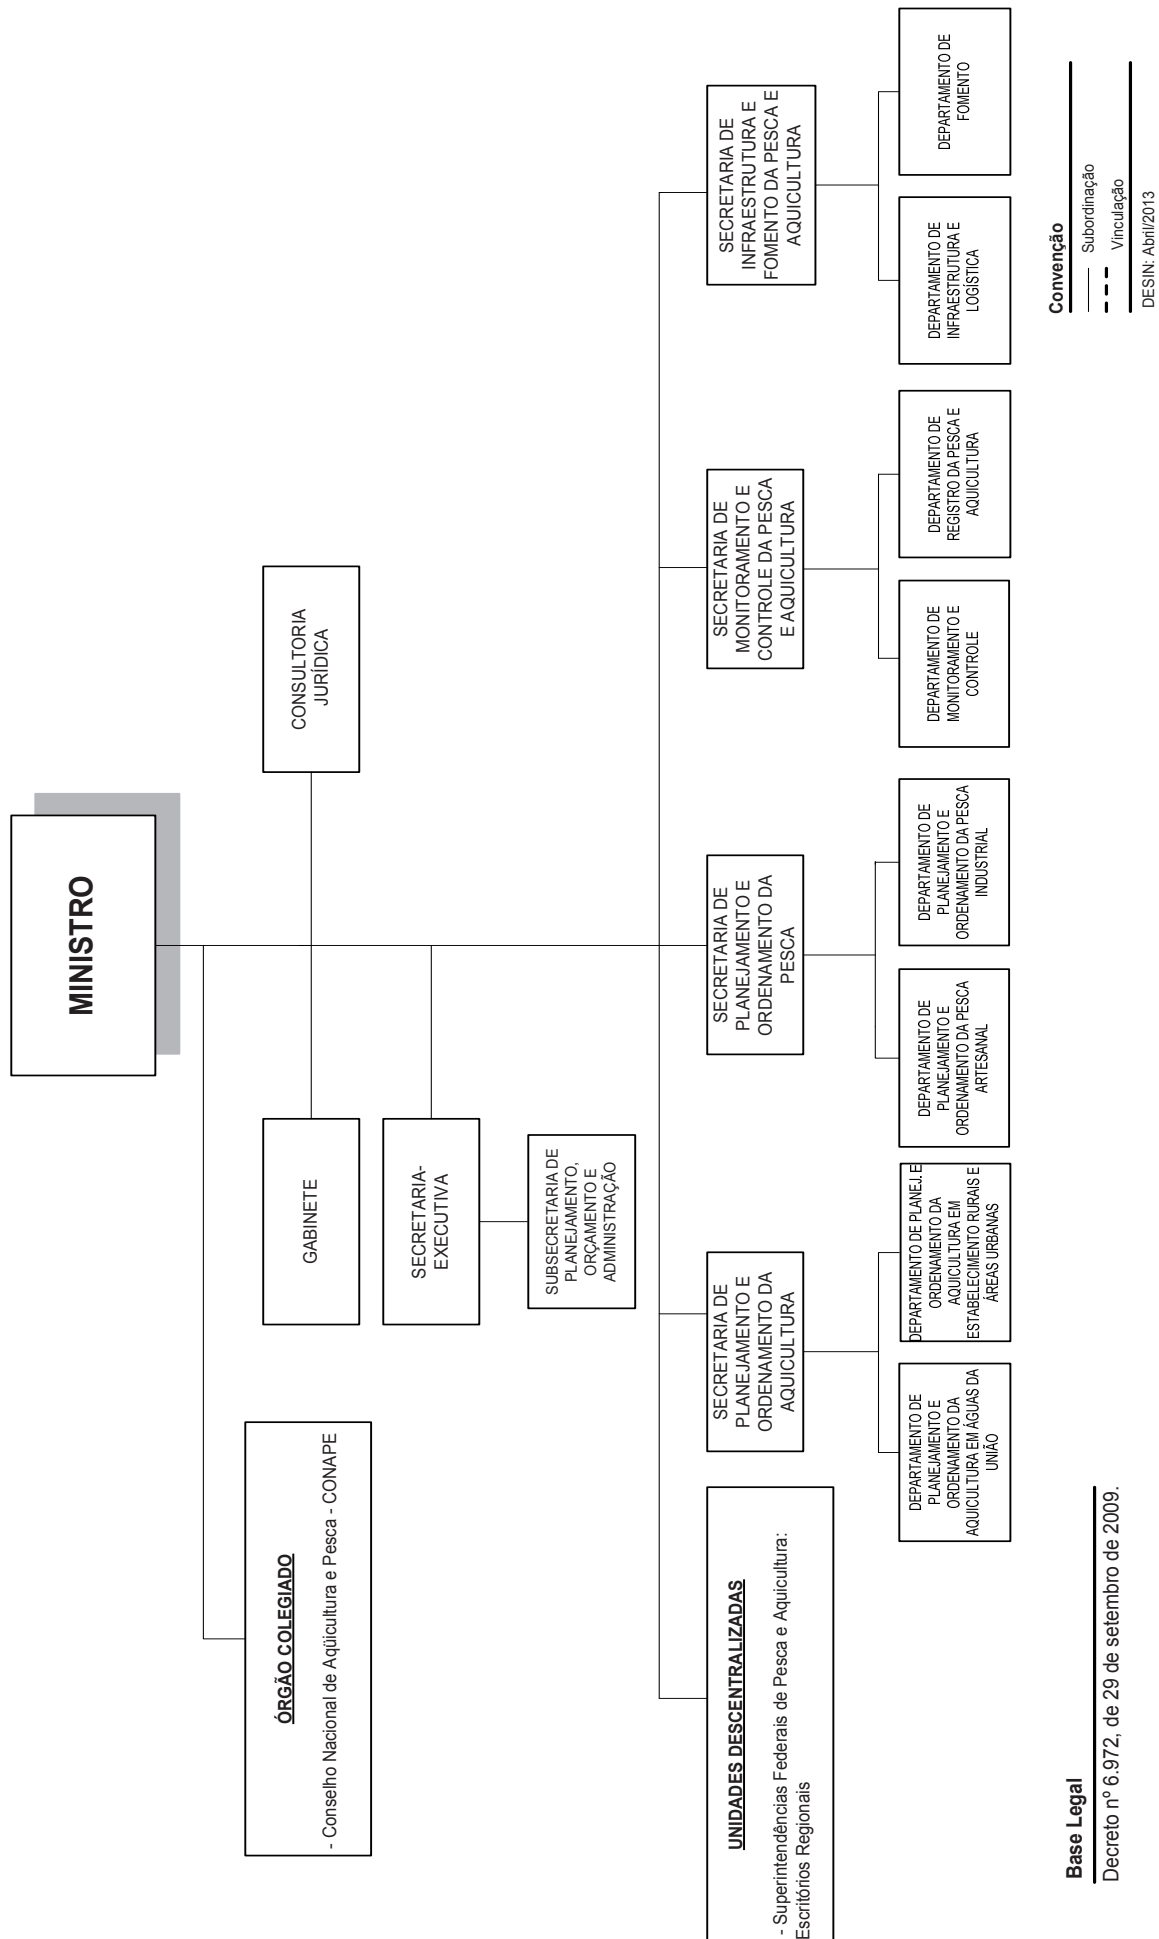 MINISTRO
ÓRGÃO COLEGIADO
- Conselho Nacional de Aqüicultura e Pesca - CONAPE
GABINETE
CONSULTORIA
JURÍDICA
SECRETARIA-
EXECUTIVA
SUBSECRETARIA DE
PLANEJAMENTO,
ORÇAMENTO E
ADMINISTRAÇÃO
UNIDADES DESCENTRALIZADAS
- Superintendências Federais de Pesca e Aquicultura:
Escritórios Regionais
SECRETARIA DE
PLANEJAMENTO E
ORDENAMENTO DA
AQUICULTURA
SECRETARIA DE
PLANEJAMENTO E
ORDENAMENTO DA
PESCA
SECRETARIA DE
MONITORAMENTO E
CONTROLE DA PESCA
E AQUICULTURA
SECRETARIA DE
INFRAESTRUTURA E
FOMENTO DA PESCA E
AQUICULTURA
DEPARTAMENTO DE
PLANEJAMENTO E
ORDENAMENTO DA
AQUICULTURA EM ÁGUAS DA
UNIÃO
DEPARTAMENTO DE PLANEJ. E
ORDENAMENTO DA
AQUICULTURA EM
ESTABELECIMENTO RURAIS E
ÁREAS URBANAS
DEPARTAMENTO DE
PLANEJAMENTO E
ORDENAMENTO DA PESCA
ARTESANAL
DEPARTAMENTO DE
PLANEJAMENTO E
ORDENAMENTO DA PESCA
INDUSTRIAL
DEPARTAMENTO DE
MONITORAMENTO E
CONTROLE
DEPARTAMENTO DE
REGISTRO DA PESCA E
AQUICULTURA
DEPARTAMENTO DE
INFRAESTRUTURA E
LOGÍSTICA
DEPARTAMENTO DE
FOMENTO
Base Legal
Decreto nº 6.972, de 29 de setembro de 2009.
Convenção
Subordinação
Vinculação
DESIN: Abril/2013